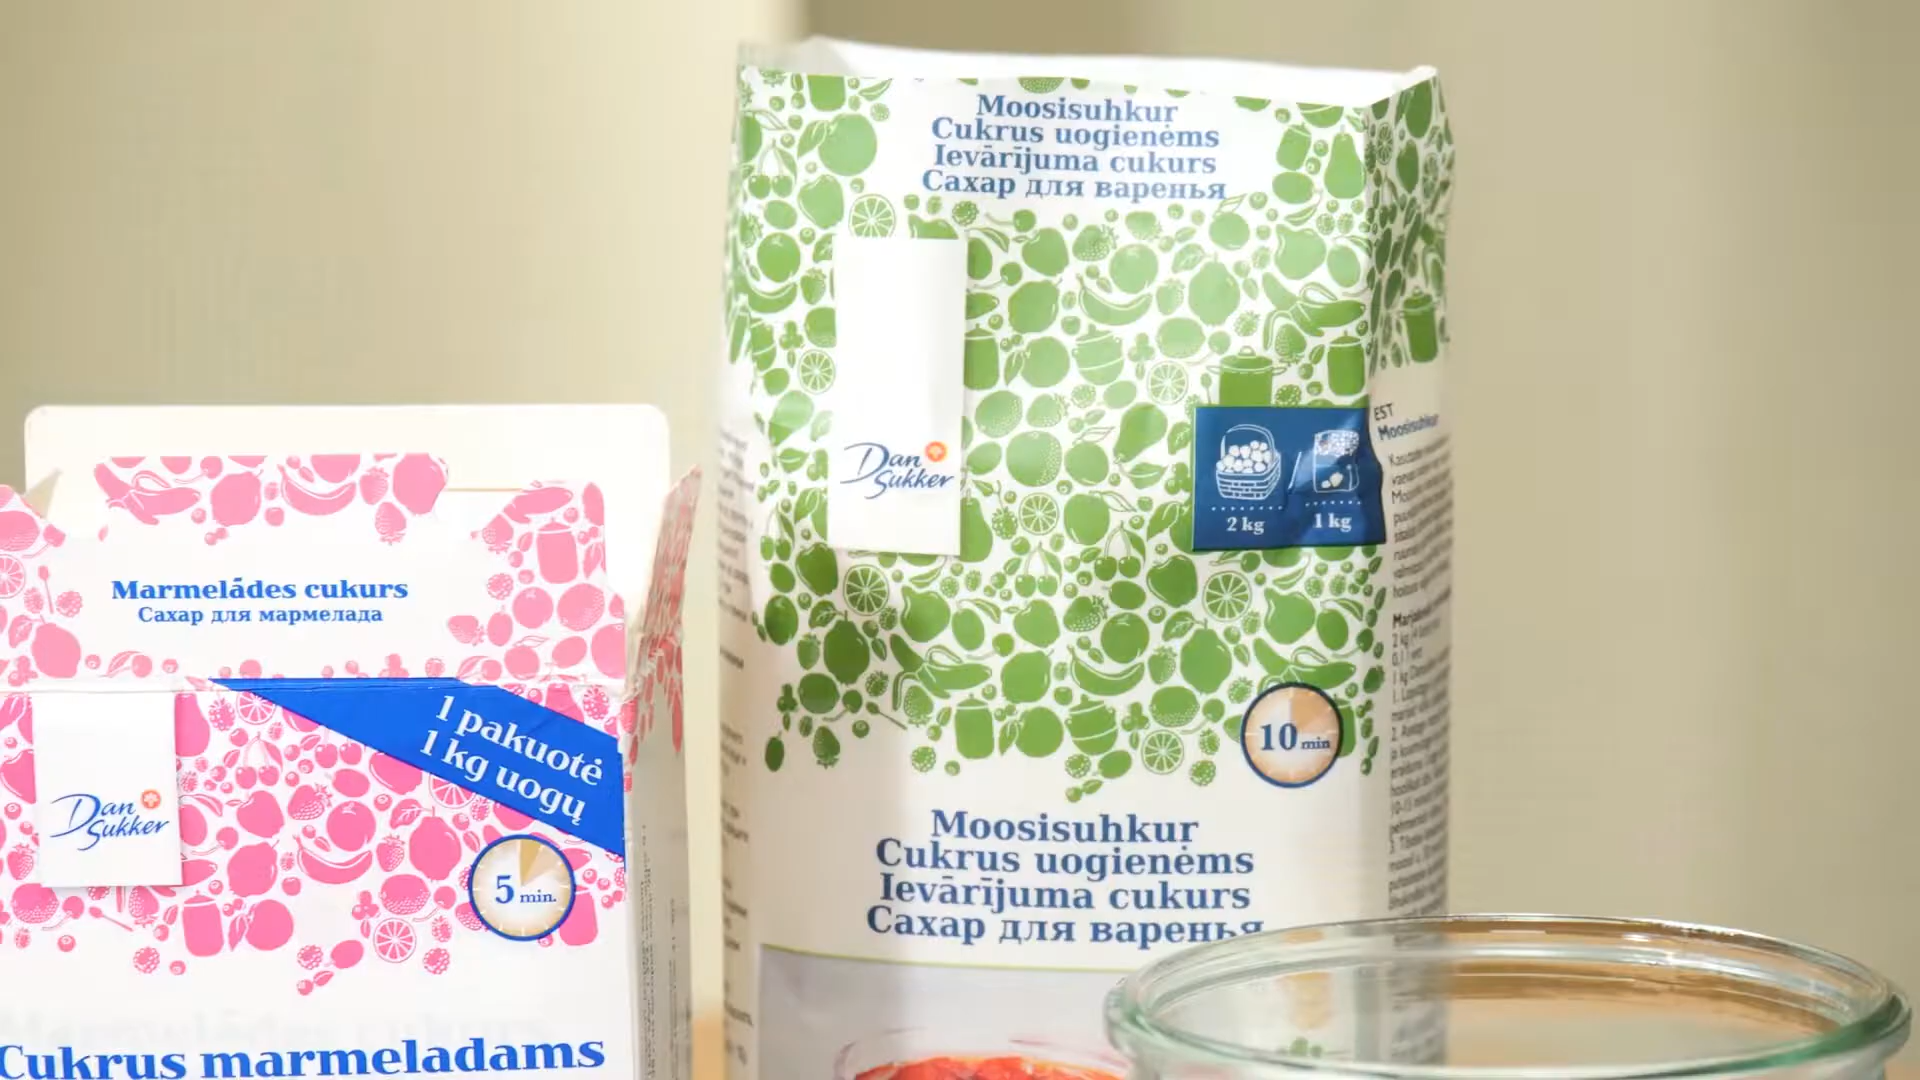 Moosisuhkur
Cukrus uogienėms
Ievārījuma cukurs
Сахар для варенья
Dan
Sukker
2 kg
1 kg
10 min
Moosisuhkur
Cukrus uogienėms
Ievārījuma cukurs
Сахар для варенья
EST
Moosisuhkur
Marmelādes cukurs
Сахар для мармелада
1 pakuotė
1 kg uogų
Dan
Sukker
5 min.
Cukrus marmeladams